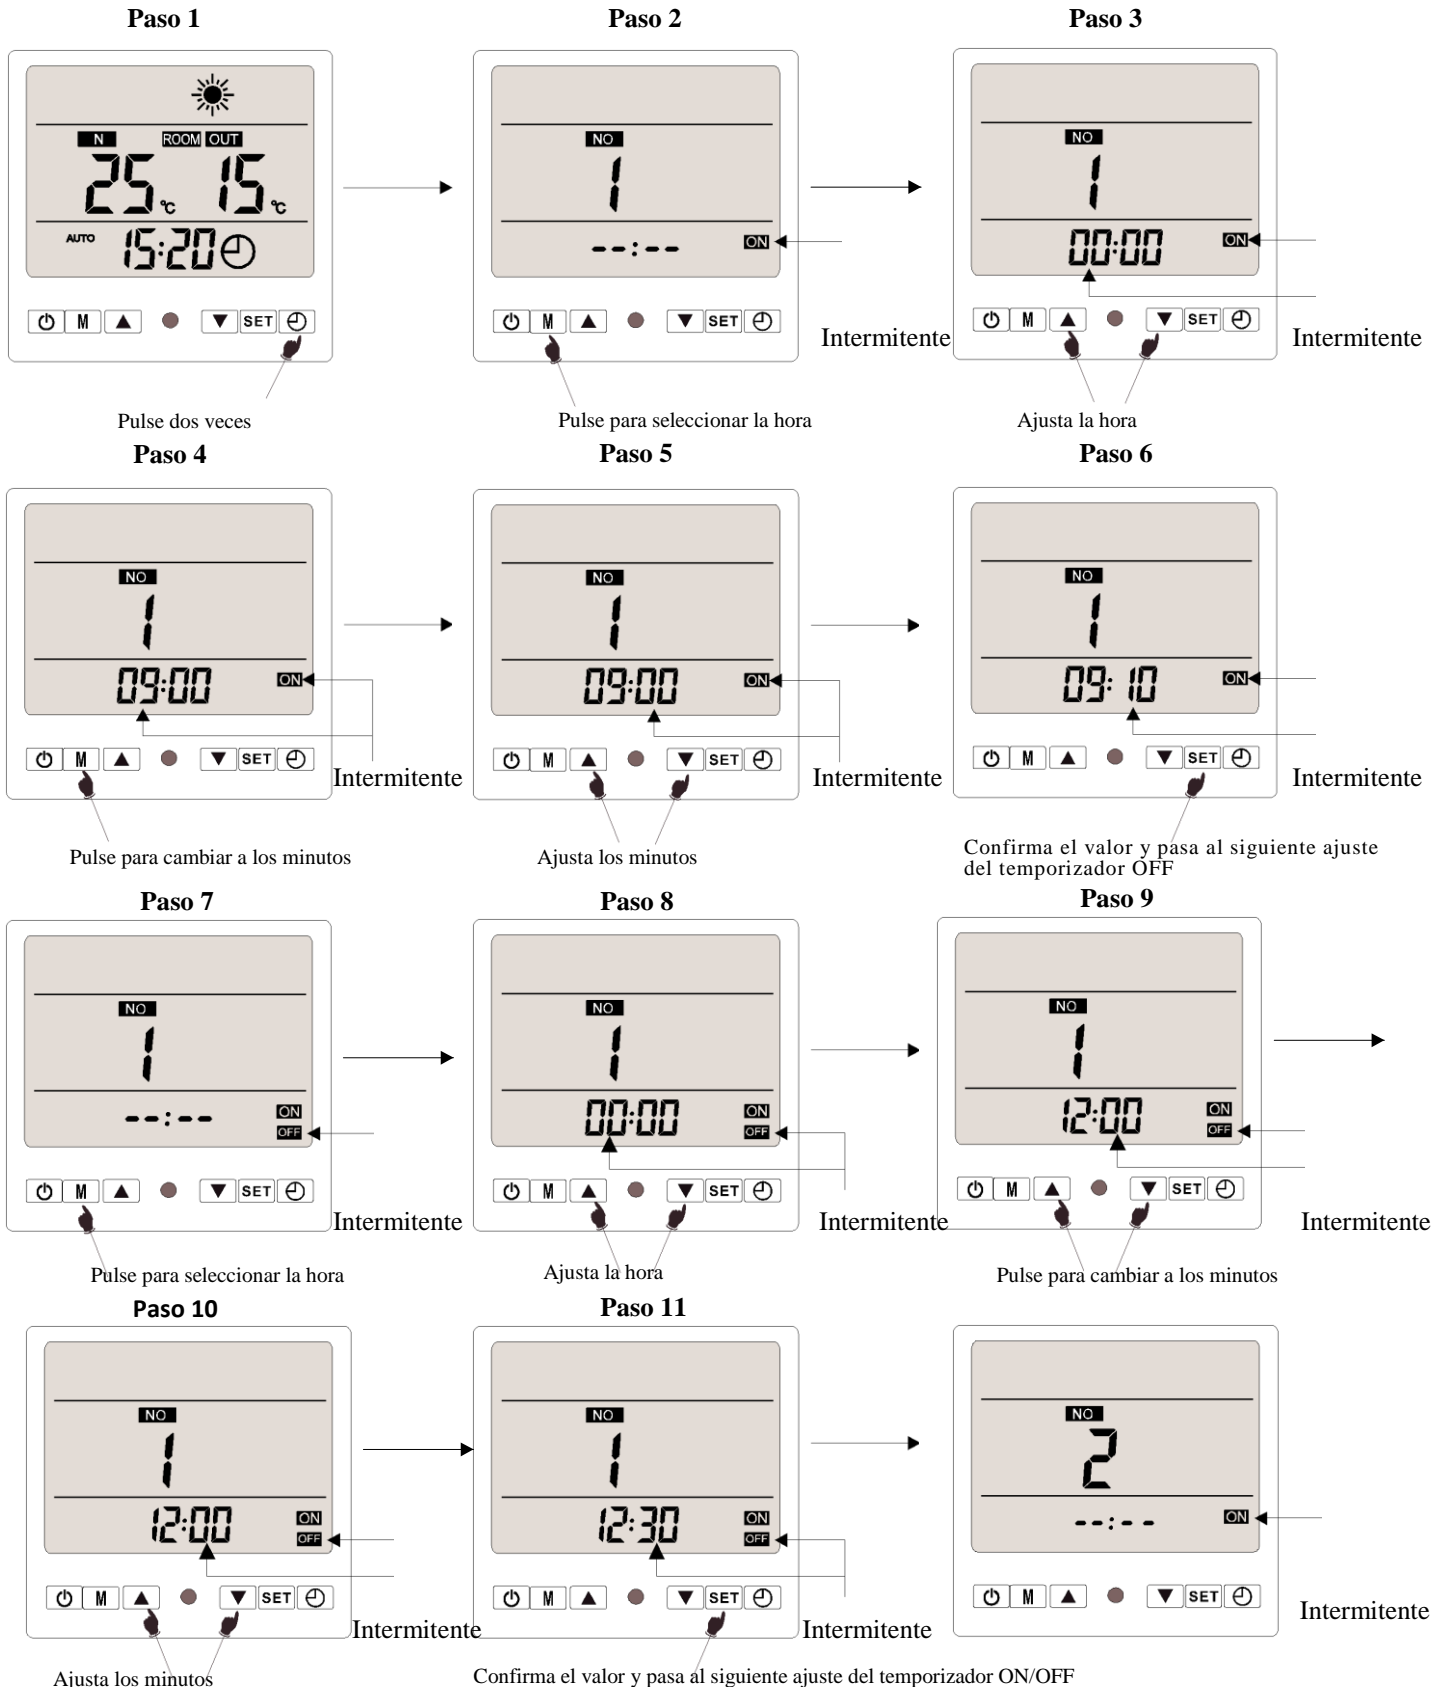 Paso 1
Paso 2
Paso 3
N ROOM OUT
25 °C 15 °C
AUTO 15:20
M SET
Pulse dos veces
NO
1
--:-- ON
M SET
Intermitente
Pulse para seleccionar la hora
NO
1
00:00 ON
M SET
Intermitente
Ajusta la hora
Paso 4
Paso 5
Paso 6
NO
1
09:00 ON
M SET
Intermitente
Pulse para cambiar a los minutos
NO
1
09:00 ON
M SET
Intermitente
Ajusta los minutos
NO
1
09:10 ON
M SET
Intermitente
Confirma el valor y pasa al siguiente ajuste
del temporizador OFF
Paso 7
Paso 8
Paso 9
NO
1
--:-- ON
OFF
M SET
Intermitente
Pulse para seleccionar la hora
NO
1
00:00 ON
OFF
M SET
Intermitente
Ajusta la hora
NO
1
12:00 ON
OFF
M SET
Intermitente
Pulse para cambiar a los minutos
Paso 10
Paso 11
NO
1
12:00 ON
OFF
M SET
Intermitente
Ajusta los minutos
NO
1
12:30 ON
OFF
M SET
Intermitente
Confirma el valor y pasa al siguiente ajuste del temporizador ON/OFF
NO
2
--:-- ON
M SET
Intermitente